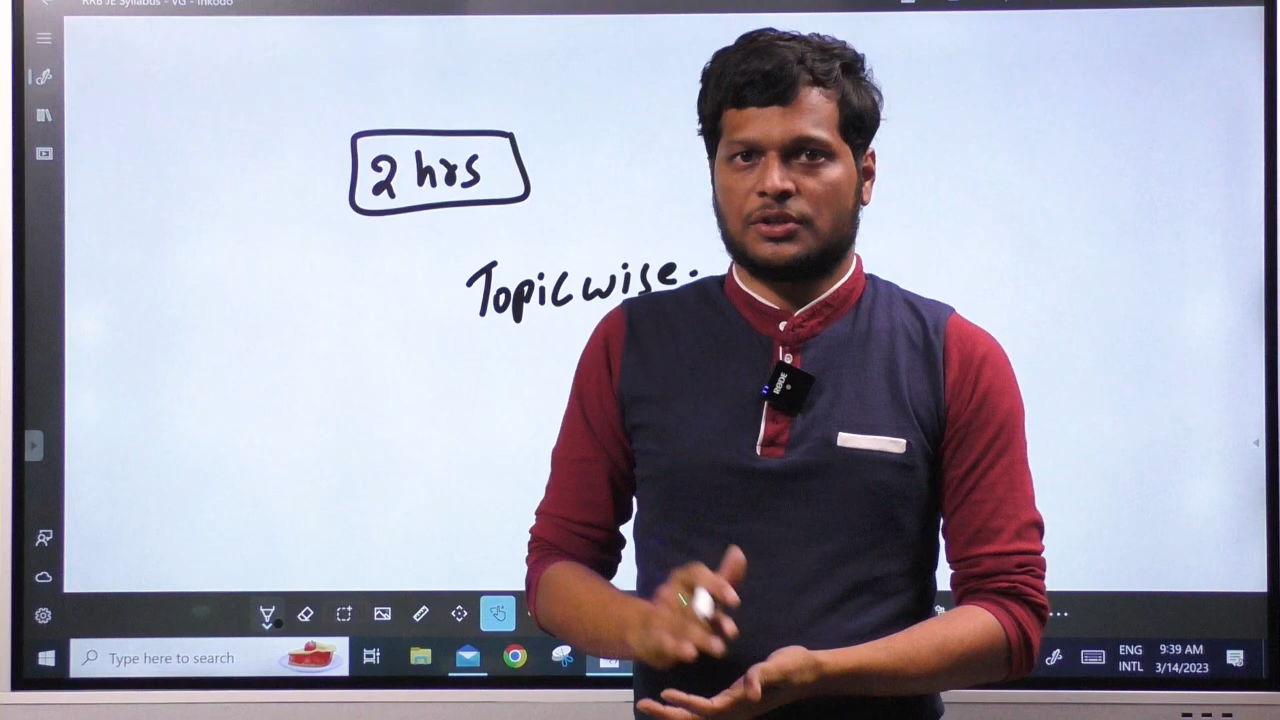 RRB JE Syllabus - VG - Inkodo
2 hrs
Topicwise.
RØDE
Type here to search
ENG
INTL
9:39 AM
3/14/2023